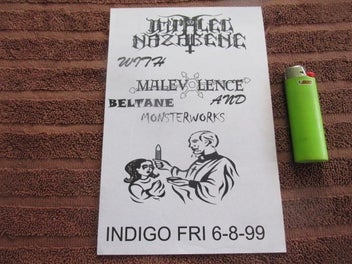 IMPALED
NAZARENE
WITH
MALEVOLENCE
BELTANE AND
MONSTERWORKS
INDIGO FRI 6-8-99